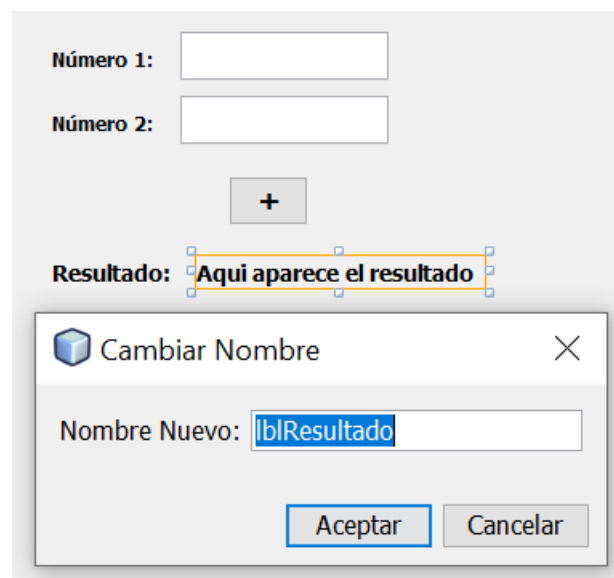 Número 1:
Número 2:
+
Resultado: Aqui aparece el resultado
Cambiar Nombre
Nombre Nuevo: lblResultado
Aceptar Cancelar